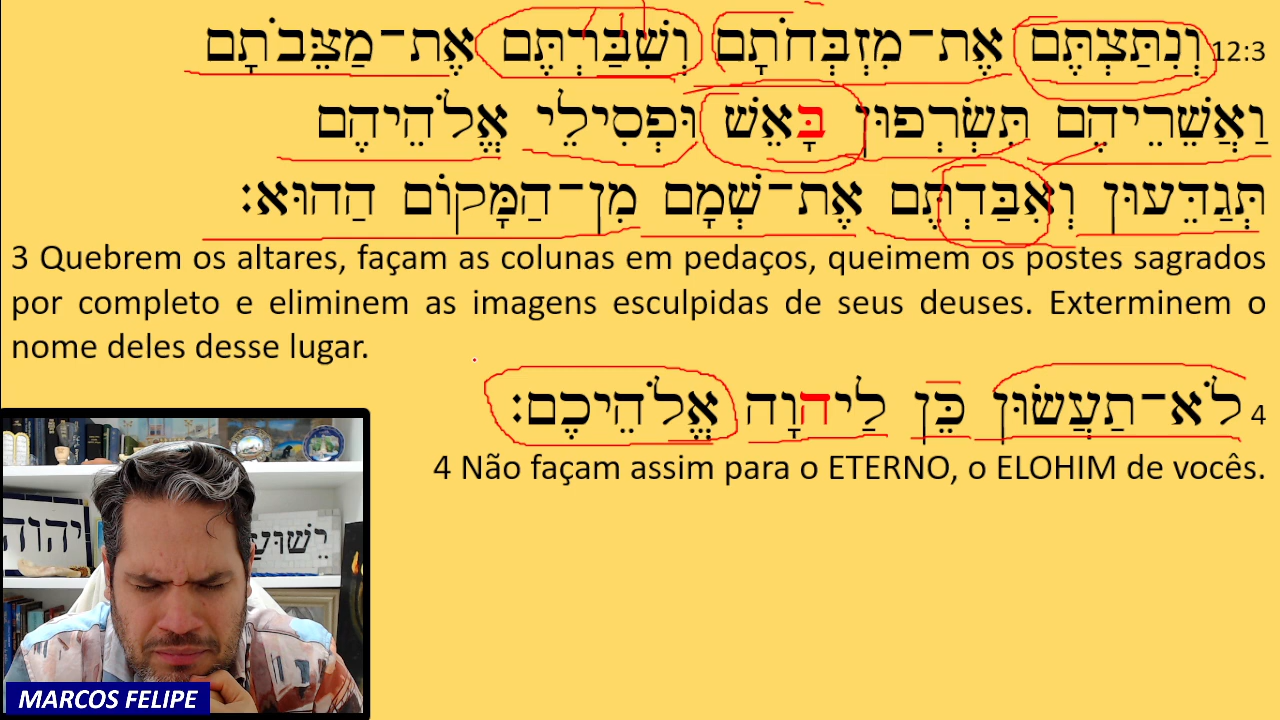 12:3 וְנִתַּצְתֶּם אֶת־מִזְבְּחֹתָם וְשִׁבַּרְתֶּם אֶת־מַצֵּבֹתָם
וַאֲשֵׁרֵיהֶם תִּשְׂרְפוּן בָּאֵשׁ וּפְסִילֵי אֱלֹהֵיהֶם
תְּגַדֵּעוּן וְאִבַּדְתֶּם אֶת־שְׁמָם מִן־הַמָּקוֹם הַהוּא׃
3 Quebrem os altares, façam as colunas em pedaços, queimem os postes sagrados
por completo e eliminem as imagens esculpidas de seus deuses. Exterminem o
nome deles desse lugar.
4 לֹא־תַעֲשׂוּן כֵּן לַיהוָה אֱלֹהֵיכֶם׃
4 Não façam assim para o ETERNO, o ELOHIM de vocês.
יהוה
יֵשׁוּעַ
MARCOS FELIPE